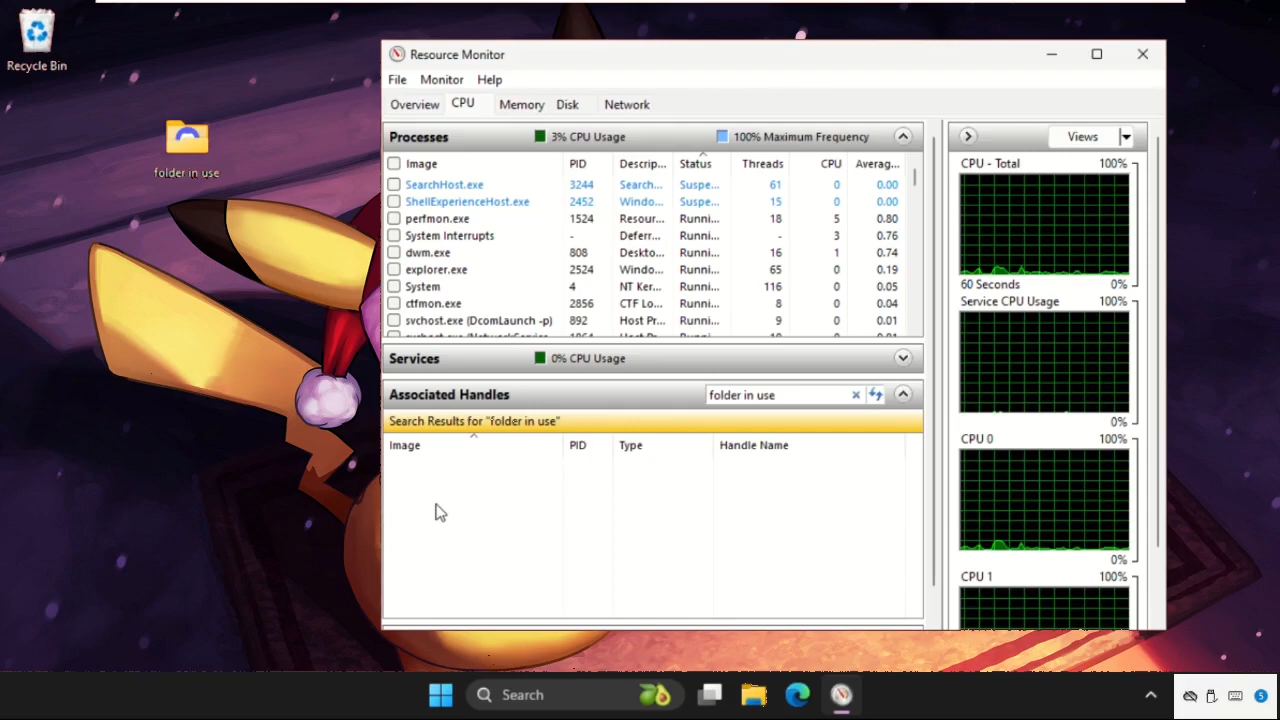 Recycle Bin
folder in use
Resource Monitor
File Monitor Help
Overview CPU Memory Disk Network
Processes 3% CPU Usage 100% Maximum Frequency
Image PID Descrip... Status Threads CPU Averag...
SearchHost.exe 3244 Search... Suspe... 61 0 0.00
ShellExperienceHost.exe 2452 Windo... Suspe... 15 0 0.00
perfmon.exe 1524 Resour... Runni... 18 5 0.80
System Interrupts - Deferr... Runni... - 3 0.76
dwm.exe 808 Deskto... Runni... 16 1 0.74
explorer.exe 2524 Windo... Runni... 65 0 0.19
System 4 NT Ker... Runni... 116 0 0.05
ctfmon.exe 2856 CTF Lo... Runni... 8 0 0.04
svchost.exe (DcomLaunch -p) 892 Host Pr... Runni... 9 0 0.01
Services 0% CPU Usage
Associated Handles folder in use
Search Results for "folder in use"
Image PID Type Handle Name
Views
CPU - Total 100%
60 Seconds 0%
Service CPU Usage 100%
0%
CPU 0 100%
0%
CPU 1 100%
Search
5